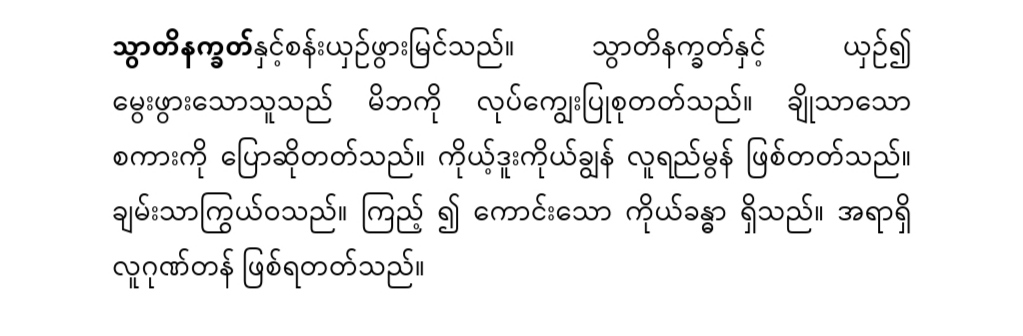 သွာတိနက္ခတ်နှင့်စန်းယှဉ်ဖွားမြင်သည်။ သွာတိနက္ခတ်နှင့် ယှဉ်၍
မွေးဖွားသောသူသည် မိဘကို လုပ်ကျွေးပြုစုတတ်သည်။ ချိုသာသော
စကားကို ပြောဆိုတတ်သည်။ ကိုယ့်ဒူးကိုယ်ချွန် လူရည်မွန် ဖြစ်တတ်သည်။
ချမ်းသာကြွယ်ဝသည်။ ကြည့် ၍ ကောင်းသော ကိုယ်ခန္ဓာ ရှိသည်။ အရာရှိ
လူဂုဏ်တန် ဖြစ်ရတတ်သည်။